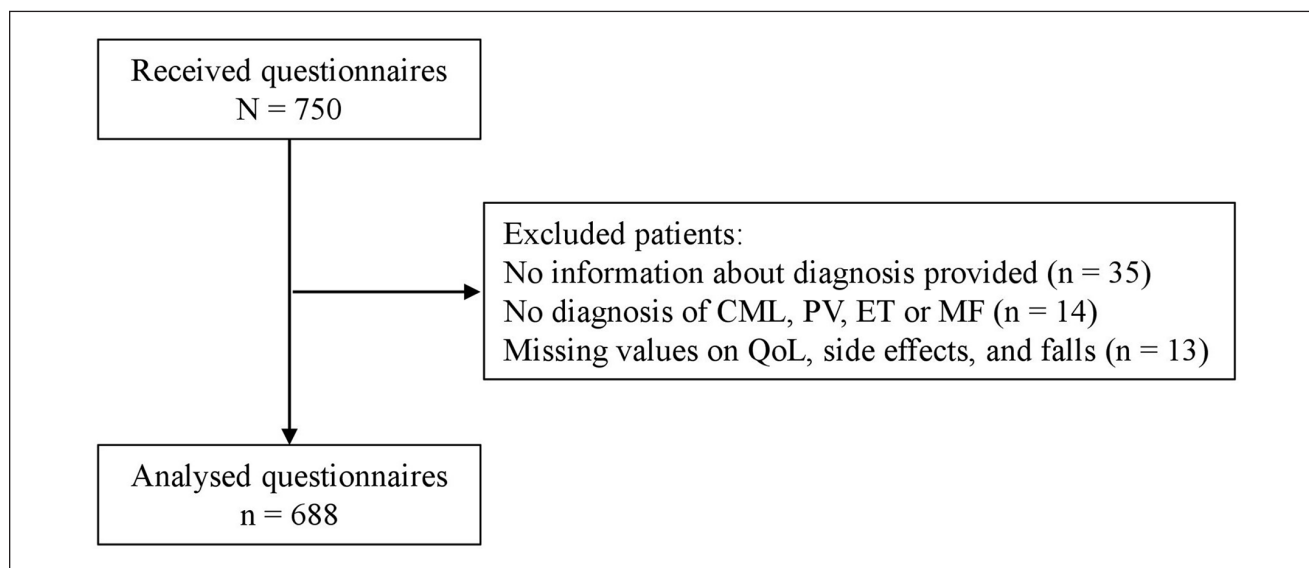 Received questionnaires
N = 750
Excluded patients:
No information about diagnosis provided (n = 35)
No diagnosis of CML, PV, ET or MF (n = 14)
Missing values on QoL, side effects, and falls (n = 13)
Analysed questionnaires
n = 688